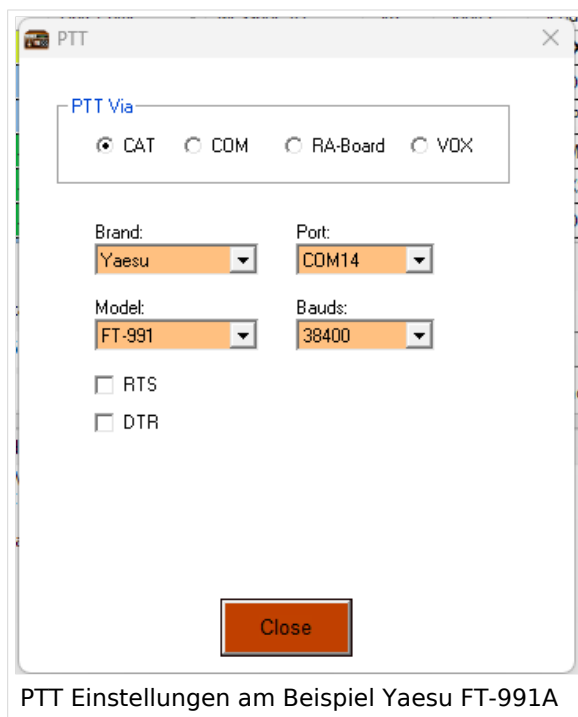 PTT
PTT Via
CAT COM RA-Board VOX
Brand: Port:
Yaesu COM14
Model: Bauds:
FT-991 38400
RTS
DTR
Close
PTT Einstellungen am Beispiel Yaesu FT-991A